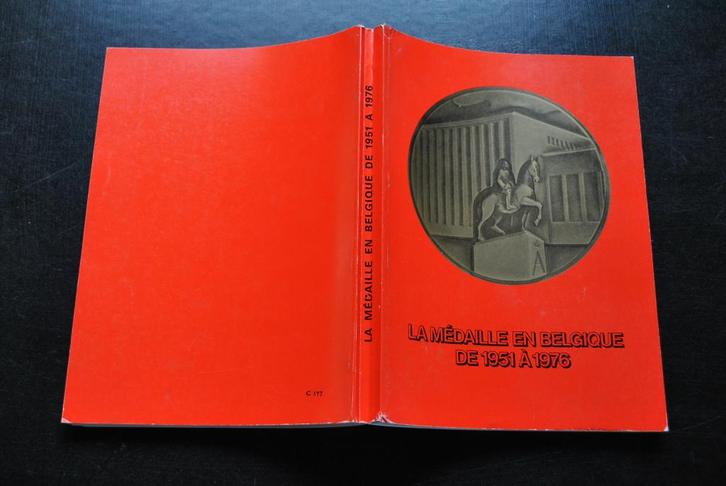 C 177
LA MÉDAILLE EN BELGIQUE DE 1951 A 1976
A
LA MÉDAILLE EN BELGIQUE
DE 1951 À 1976